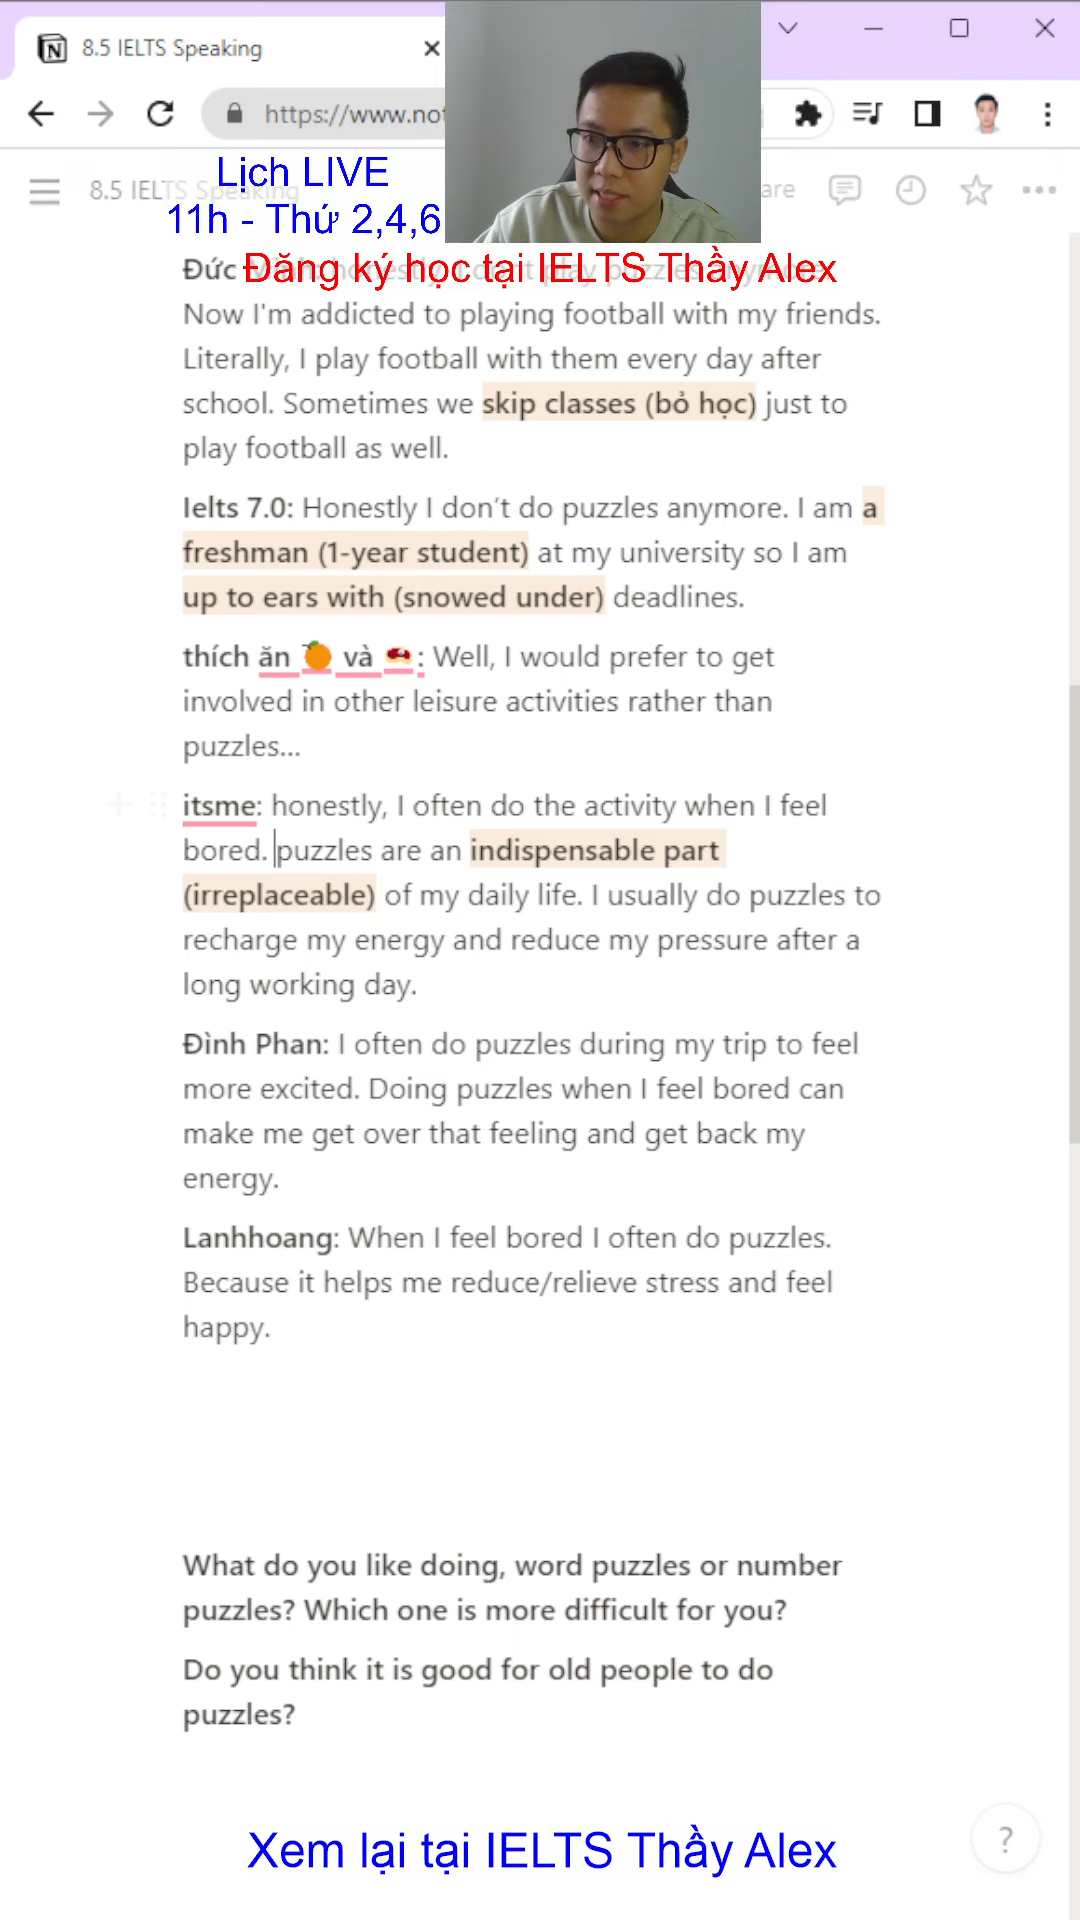 8.5 IELTS Speaking
https://www.not
Lịch LIVE
8.5 IELTS Speaking
are
11h - Thứ 2,4,6
Đăng ký học tại IELTS Thầy Alex
Đức
Now I'm addicted to playing football with my friends.
Literally, I play football with them every day after
school. Sometimes we skip classes (bỏ học) just to
play football as well.
Ielts 7.0: Honestly I don't do puzzles anymore. I am a
freshman (1-year student) at my university so I am
up to ears with (snowed under) deadlines.
thích ăn 🍊 và 🍰: Well, I would prefer to get
involved in other leisure activities rather than
puzzles...
itsme: honestly, I often do the activity when I feel
bored. puzzles are an indispensable part
(irreplaceable) of my daily life. I usually do puzzles to
recharge my energy and reduce my pressure after a
long working day.
Đình Phan: I often do puzzles during my trip to feel
more excited. Doing puzzles when I feel bored can
make me get over that feeling and get back my
energy.
Lanhhoang: When I feel bored I often do puzzles.
Because it helps me reduce/relieve stress and feel
happy.
What do you like doing, word puzzles or number
puzzles? Which one is more difficult for you?
Do you think it is good for old people to do
puzzles?
?
Xem lại tại IELTS Thầy Alex